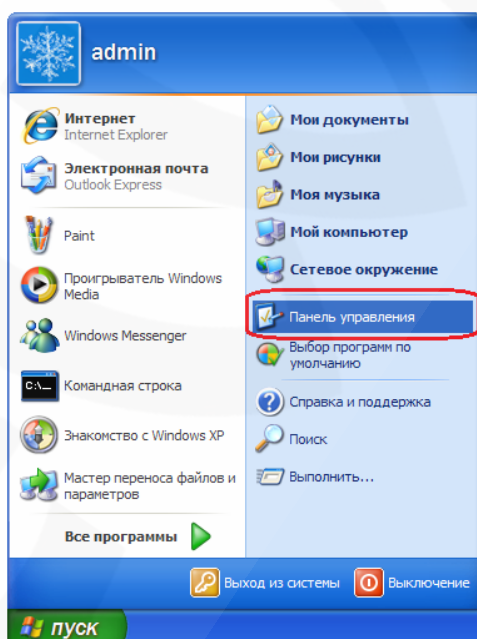 admin
Интернет
Internet Explorer
Электронная почта
Outlook Express
Paint
Проигрыватель Windows
Media
Windows Messenger
C:\_
Командная строка
Знакомство с Windows XP
Мастер переноса файлов и
параметров
Все программы
Мои документы
Мои рисунки
Моя музыка
Мой компьютер
Сетевое окружение
Панель управления
Выбор программ по
умолчанию
Справка и поддержка
Поиск
Выполнить...
Выход из системы
Выключение
пуск